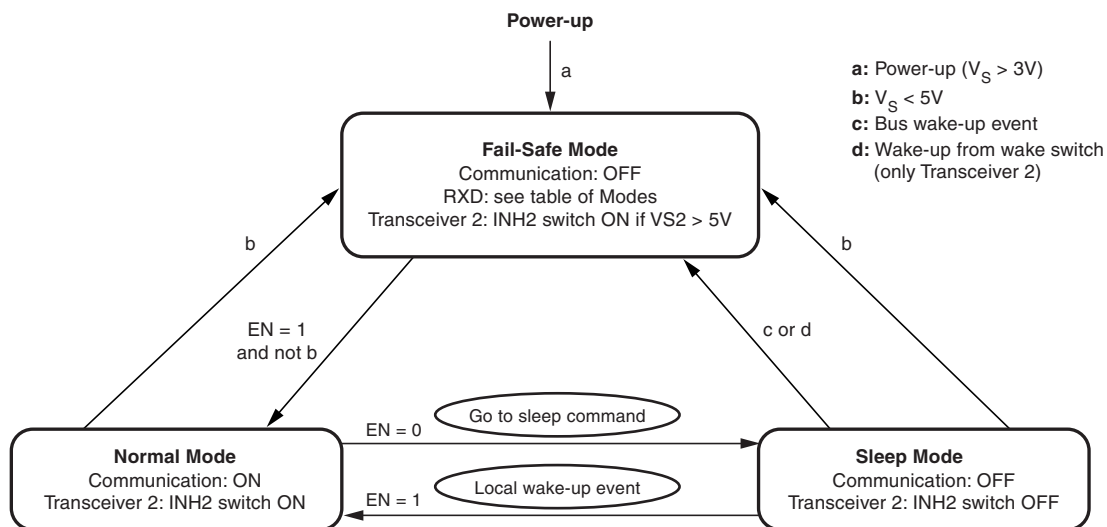 Power-up
a
a: Power-up (VS > 3V)
b: VS < 5V
c: Bus wake-up event
d: Wake-up from wake switch
(only Transceiver 2)
Fail-Safe Mode
Communication: OFF
RXD: see table of Modes
Transceiver 2: INH2 switch ON if VS2 > 5V
b
b
EN = 1
and not b
c or d
Go to sleep command
EN = 0
Normal Mode
Communication: ON
Transceiver 2: INH2 switch ON
Local wake-up event
EN = 1
Sleep Mode
Communication: OFF
Transceiver 2: INH2 switch OFF